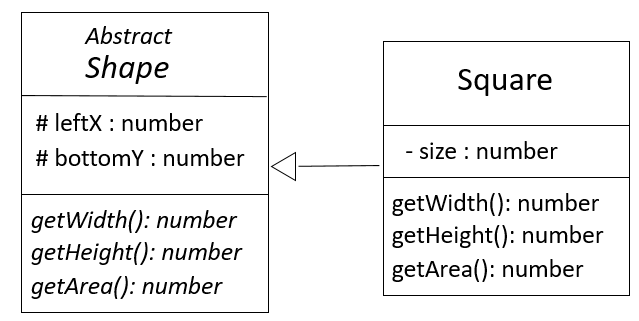 Abstract
Shape
# leftX : number
# bottomY : number
getWidth(): number
getHeight(): number
getArea(): number
Square
- size : number
getWidth(): number
getHeight(): number
getArea(): number